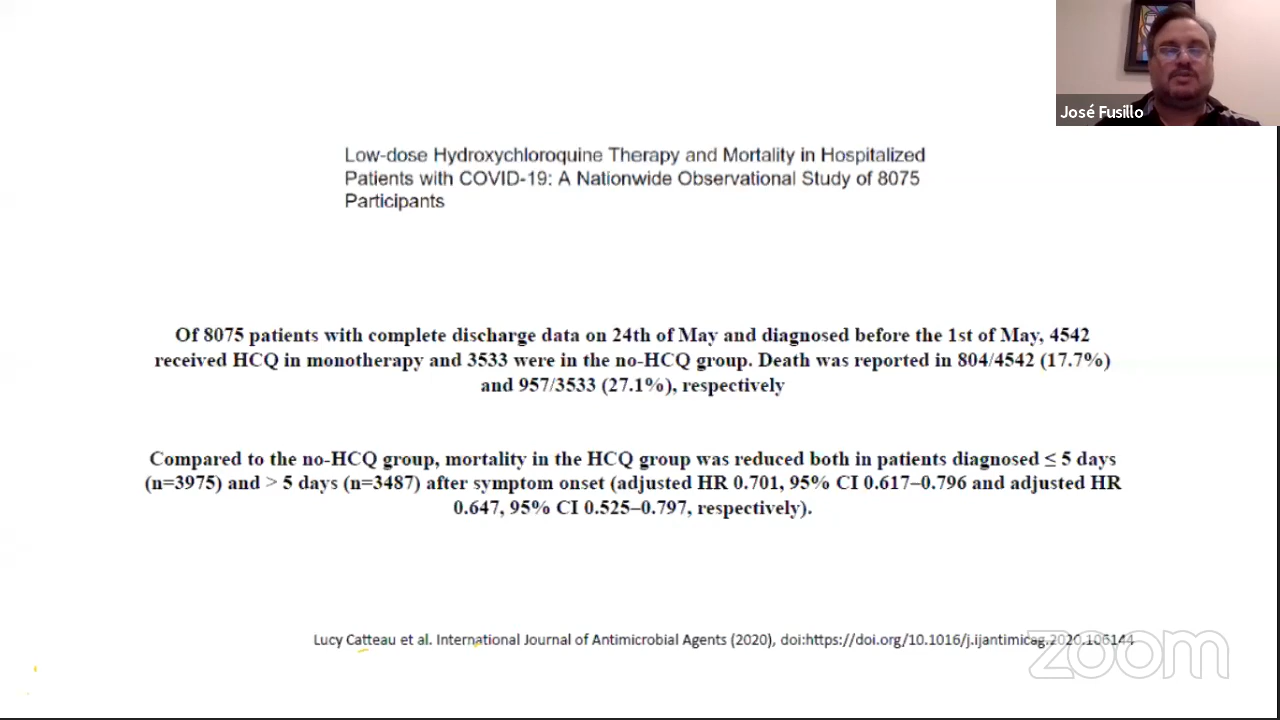 José Fusillo
Low-dose Hydroxychloroquine Therapy and Mortality in Hospitalized
Patients with COVID-19: A Nationwide Observational Study of 8075
Participants
Of 8075 patients with complete discharge data on 24th of May and diagnosed before the 1st of May, 4542
received HCQ in monotherapy and 3533 were in the no-HCQ group. Death was reported in 804/4542 (17.7%)
and 957/3533 (27.1%), respectively
Compared to the no-HCQ group, mortality in the HCQ group was reduced both in patients diagnosed ≤ 5 days
(n=3975) and > 5 days (n=3487) after symptom onset (adjusted HR 0.701, 95% CI 0.617–0.796 and adjusted HR
0.647, 95% CI 0.525–0.797, respectively).
Lucy Catteau et al. International Journal of Antimicrobial Agents (2020), doi:https://doi.org/10.1016/j.ijantimicag.2020.106144
zoom